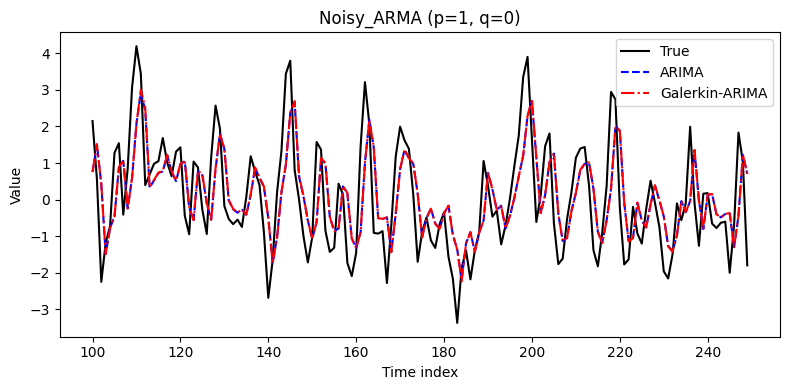 Noisy_ARMA (p=1, q=0)
True
ARIMA
Galerkin-ARIMA
Value
4
3
2
1
0
−1
−2
−3
100 120 140 160 180 200 220 240
Time index